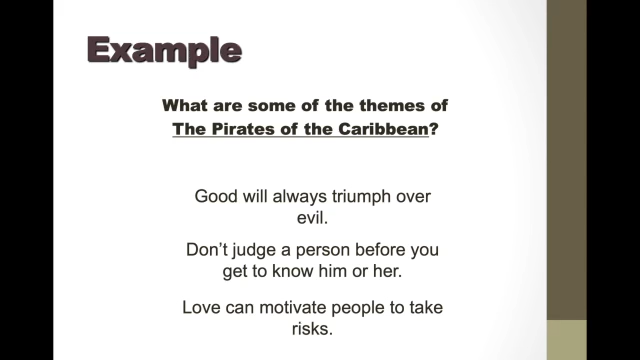 Example
What are some of the themes of
The Pirates of the Caribbean?
Good will always triumph over
evil.
Don't judge a person before you
get to know him or her.
Love can motivate people to take
risks.